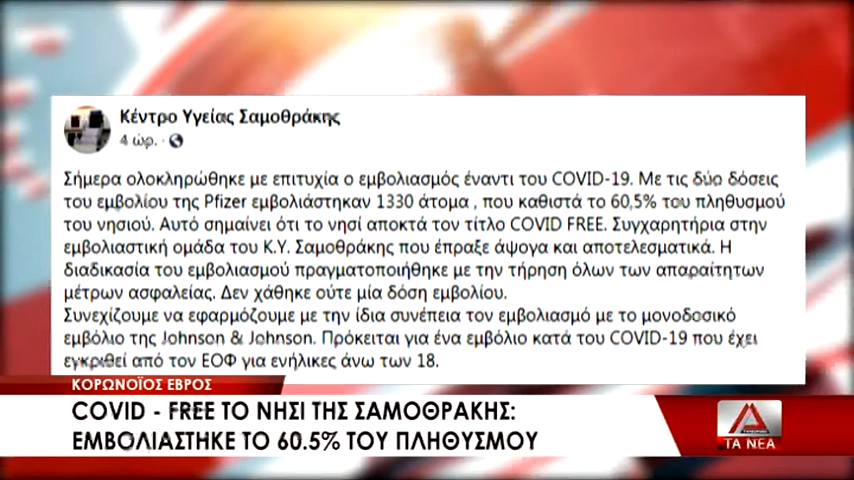 Κέντρο Υγείας Σαμοθράκης
4 ώρ. ·
Σήμερα ολοκληρώθηκε με επιτυχία ο εμβολιασμός έναντι του COVID-19. Με τις δύο δόσεις
του εμβολίου της Pfizer εμβολιάστηκαν 1330 άτομα , που καθιστά το 60,5% του πληθυσμού
του νησιού. Αυτό σημαίνει ότι το νησί αποκτά τον τίτλο COVID FREE. Συγχαρητήρια στην
εμβολιαστική ομάδα του Κ.Υ. Σαμοθράκης που έπραξε άψογα και αποτελεσματικά. Η
διαδικασία του εμβολιασμού πραγματοποιήθηκε με την τήρηση όλων των απαραίτητων
μέτρων ασφαλείας. Δεν χάθηκε ούτε μία δόση εμβολίου.
Συνεχίζουμε να εφαρμόζουμε με την ίδια συνέπεια τον εμβολιασμό με το μονοδοσικό
εμβόλιο της Johnson & Johnson. Πρόκειται για ένα εμβόλιο κατά του COVID-19 που έχει
εγκριθεί από τον ΕΟΦ για ενήλικες άνω των 18.
ΚΟΡΩΝΟΪΟΣ ΕΒΡΟΣ
COVID - FREE ΤΟ ΝΗΣΙ ΤΗΣ ΣΑΜΟΘΡΑΚΗΣ:
ΕΜΒΟΛΙΑΣΤΗΚΕ ΤΟ 60.5% ΤΟΥ ΠΛΗΘΥΣΜΟΥ
ΤΑ ΝΕΑ